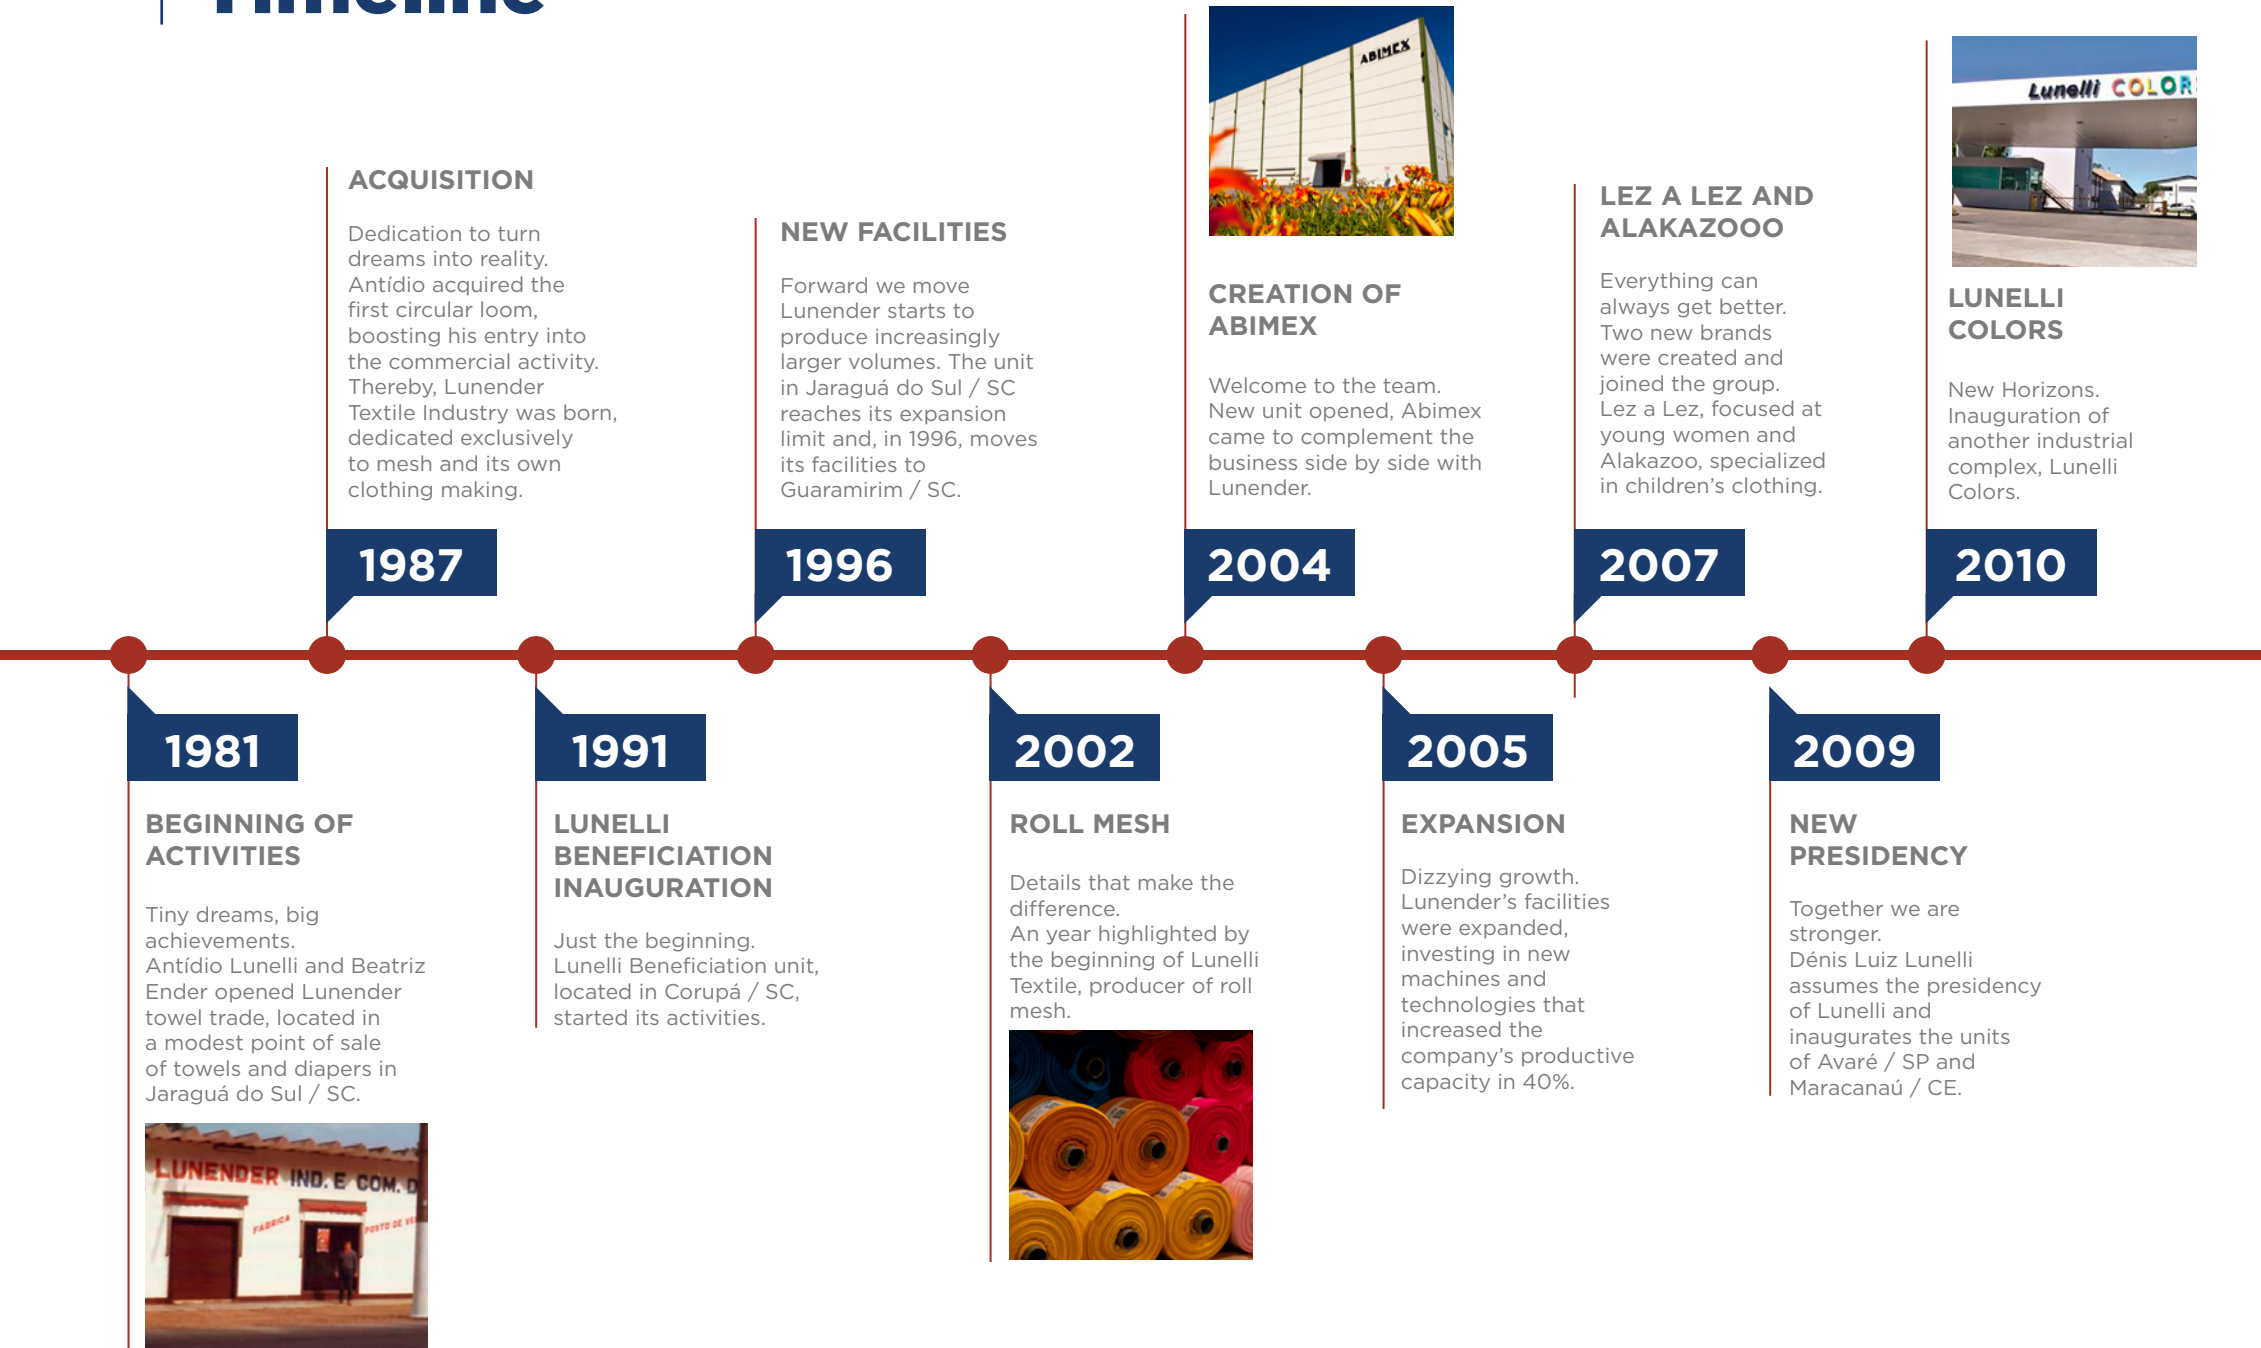 Timeline
ABIMEX
Lunelli COLORS
ACQUISITION
Dedication to turn
dreams into reality.
Antídio acquired the
first circular loom,
boosting his entry into
the commercial activity.
Thereby, Lunender
Textile Industry was born,
dedicated exclusively
to mesh and its own
clothing making.
1987
NEW FACILITIES
Forward we move
Lunender starts to
produce increasingly
larger volumes. The unit
in Jaraguá do Sul / SC
reaches its expansion
limit and, in 1996, moves
its facilities to
Guaramirim / SC.
1996
CREATION OF
ABIMEX
Welcome to the team.
New unit opened, Abimex
came to complement the
business side by side with
Lunender.
2004
LEZ A LEZ AND
ALAKAZOOO
Everything can
always get better.
Two new brands
were created and
joined the group.
Lez a Lez, focused at
young women and
Alakazoo, specialized
in children’s clothing.
2007
LUNELLI
COLORS
New Horizons.
Inauguration of
another industrial
complex, Lunelli
Colors.
2010
1981
BEGINNING OF
ACTIVITIES
Tiny dreams, big
achievements.
Antídio Lunelli and Beatriz
Ender opened Lunender
towel trade, located in
a modest point of sale
of towels and diapers in
Jaraguá do Sul / SC.
LUNENDER IND. E COM. D
FÁBRICA
POSTO DE
1991
LUNELLI
BENEFICIATION
INAUGURATION
Just the beginning.
Lunelli Beneficiation unit,
located in Corupá / SC,
started its activities.
2002
ROLL MESH
Details that make the
difference.
An year highlighted by
the beginning of Lunelli
Textile, producer of roll
mesh.
2005
EXPANSION
Dizzying growth.
Lunender’s facilities
were expanded,
investing in new
machines and
technologies that
increased the
company’s productive
capacity in 40%.
2009
NEW
PRESIDENCY
Together we are
stronger.
Dénis Luiz Lunelli
assumes the presidency
of Lunelli and
inaugurates the units
of Avaré / SP and
Maracanaú / CE.